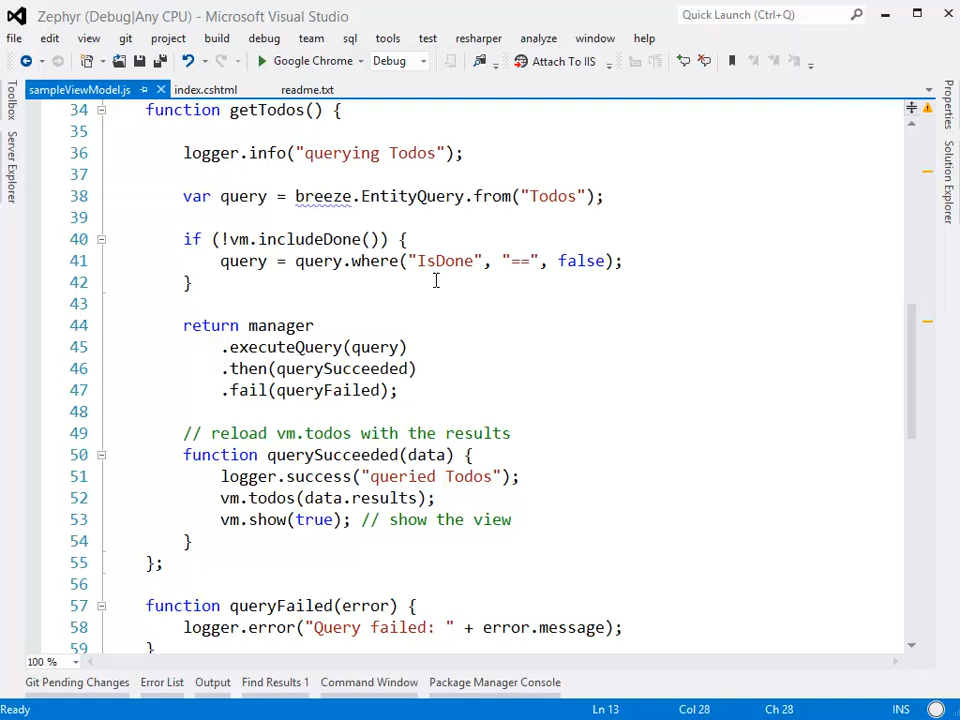 Zephyr (Debug|Any CPU) - Microsoft Visual Studio
Quick Launch (Ctrl+Q)
file edit view git project build debug team sql tools test resharper analyze window help
Google Chrome Debug Attach To IIS
sampleViewModel.js index.cshtml readme.txt
Toolbox
Server Explorer
Properties
Solution Explorer
34 function getTodos() {
35
36 logger.info("querying Todos");
37
38 var query = breeze.EntityQuery.from("Todos");
39
40 if (!vm.includeDone()) {
41 query = query.where("IsDone", "==", false);
42 }
43
44 return manager
45 .executeQuery(query)
46 .then(querySucceeded)
47 .fail(queryFailed);
48
49 // reload vm.todos with the results
50 function querySucceeded(data) {
51 logger.success("queried Todos");
52 vm.todos(data.results);
53 vm.show(true); // show the view
54 }
55 };
56
57 function queryFailed(error) {
58 logger.error("Query failed: " + error.message);
59 }
100 %
Git Pending Changes Error List Output Find Results 1 Command Window Package Manager Console
Ready Ln 13 Col 28 Ch 28 INS